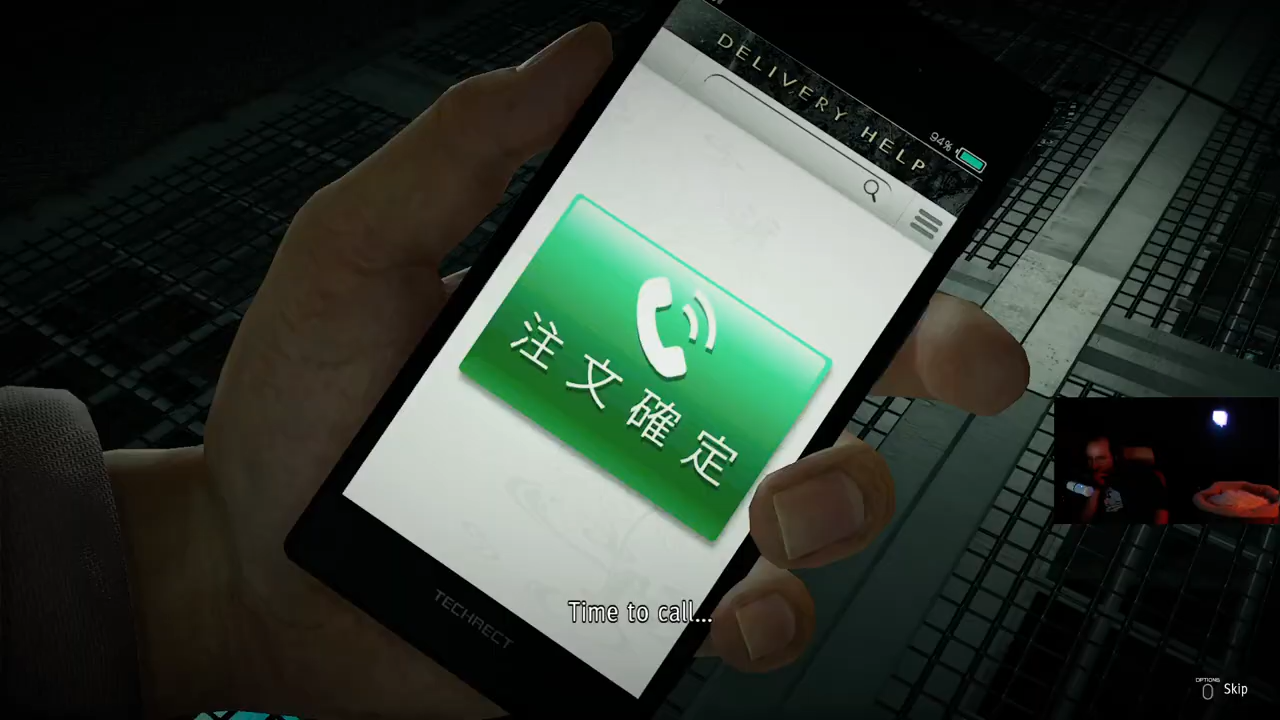 DELIVERY HELP
94%
注文確定
TECHRECT
Time to call...
OPTIONS
Skip